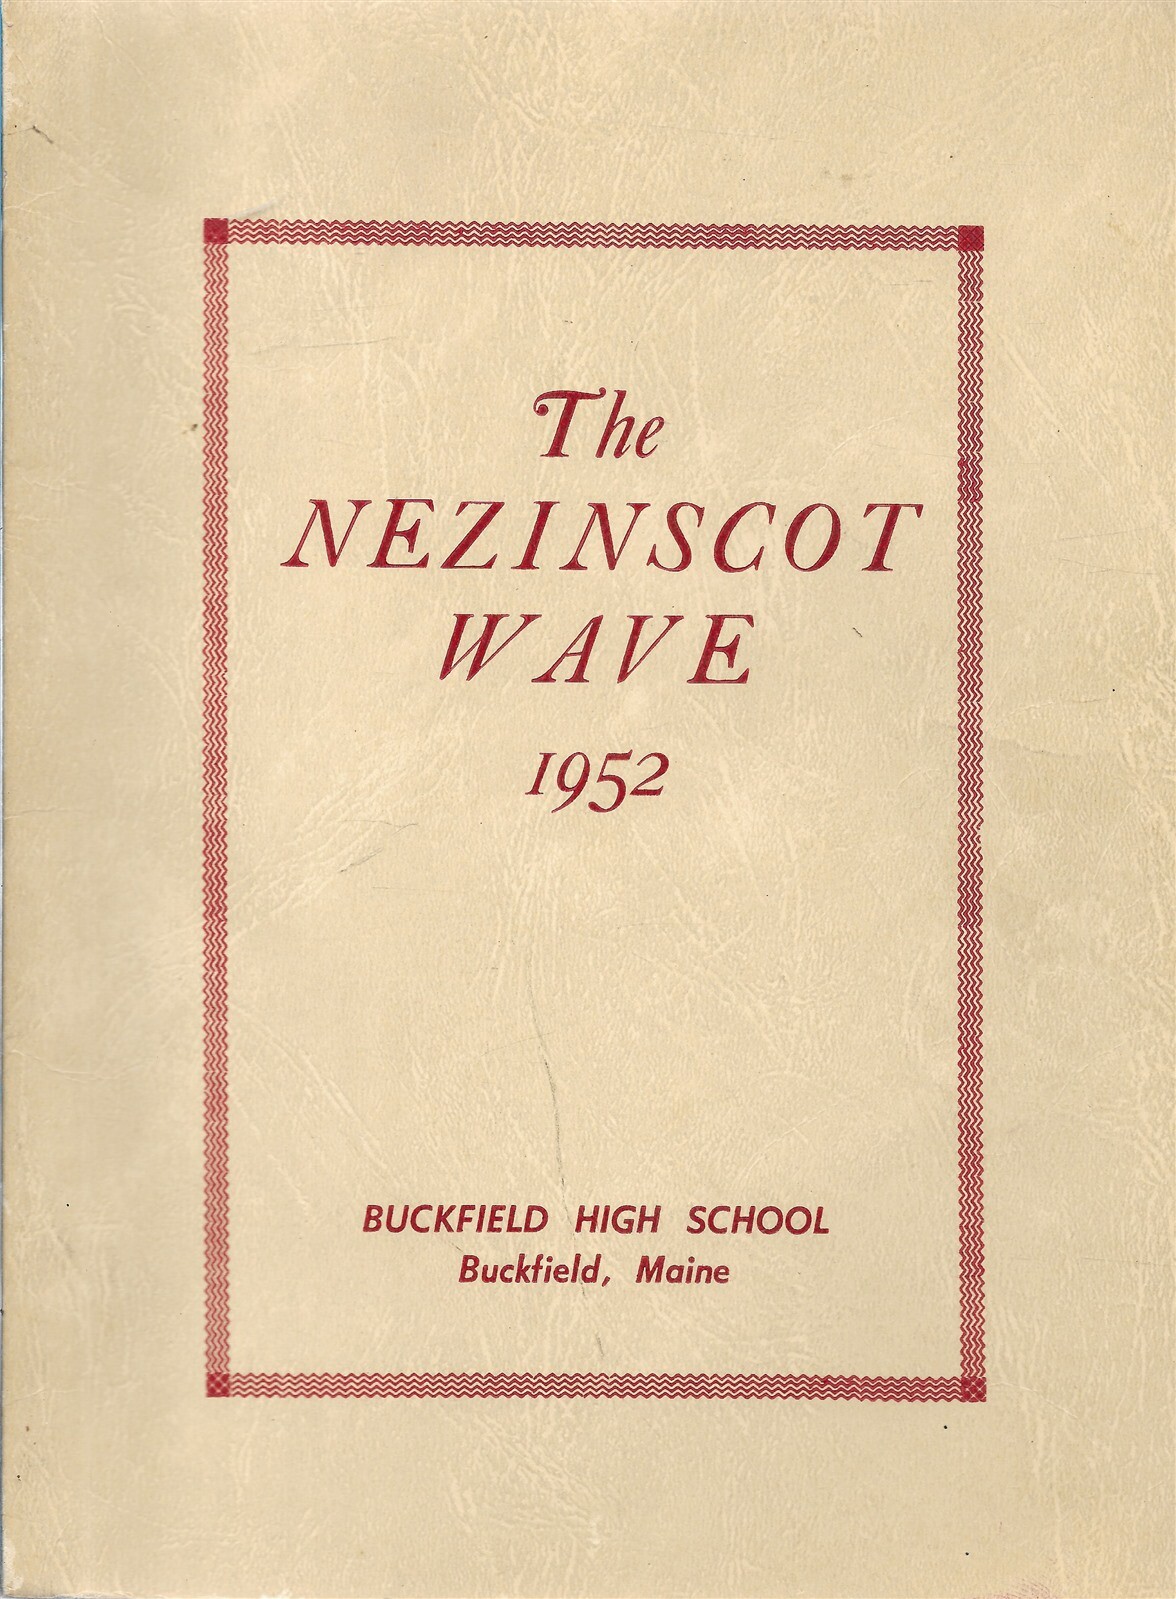 The
NEZINSCOT
WAVE
1952
BUCKFIELD HIGH SCHOOL
Buckfield, Maine